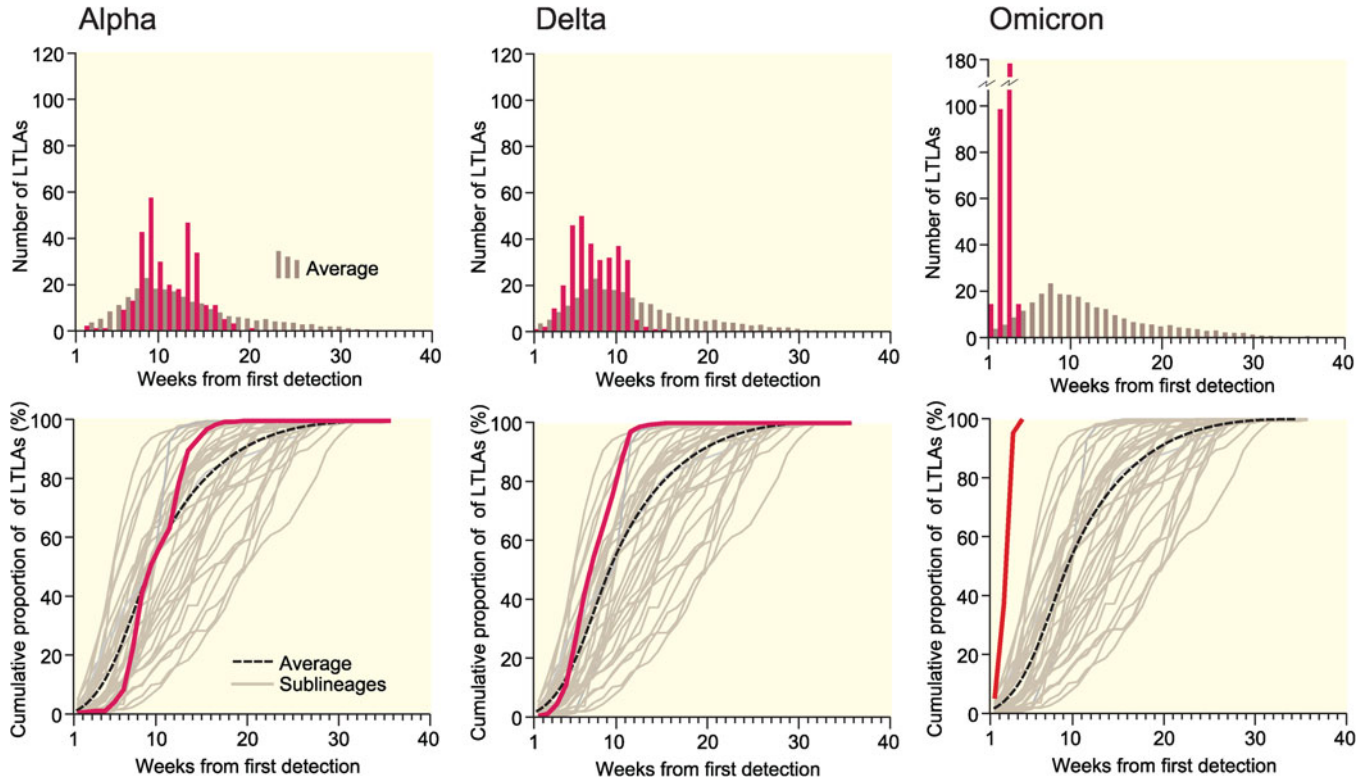 Alpha
Delta
Omicron
Number of LTLAs
120
100
80
60
40
20
0
Average
1 10 20 30 40
Weeks from first detection
Number of LTLAs
120
100
80
60
40
20
0
1 10 20 30 40
Weeks from first detection
Number of LTLAs
180
100
80
60
40
20
0
1 10 20 30 40
Weeks from first detection
Cumulative proportion of of LTLAs (%)
100
80
60
40
20
0
Average
Sublineages
1 10 20 30 40
Weeks from first detection
Cumulative proportion of of LTLAs (%)
100
80
60
40
20
0
1 10 20 30 40
Weeks from first detection
Cumulative proportion of of LTLAs (%)
100
80
60
40
20
0
1 10 20 30 40
Weeks from first detection